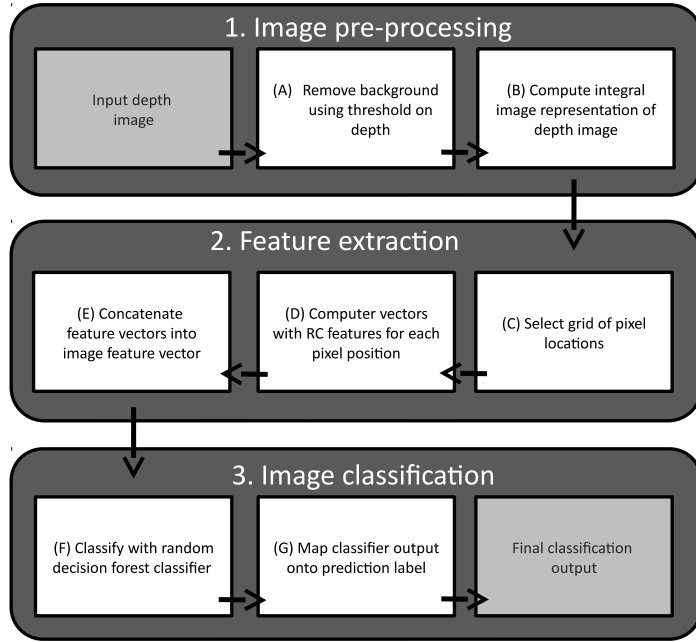 1. Image pre-processing
Input depth
image
(A) Remove background
using threshold on
depth
(B) Compute integral
image representation of
depth image
2. Feature extraction
(C) Select grid of pixel
locations
(D) Computer vectors
with RC features for each
pixel position
(E) Concatenate
feature vectors into
image feature vector
3. Image classification
(F) Classify with random
decision forest classifier
(G) Map classifier output
onto prediction label
Final classification
output